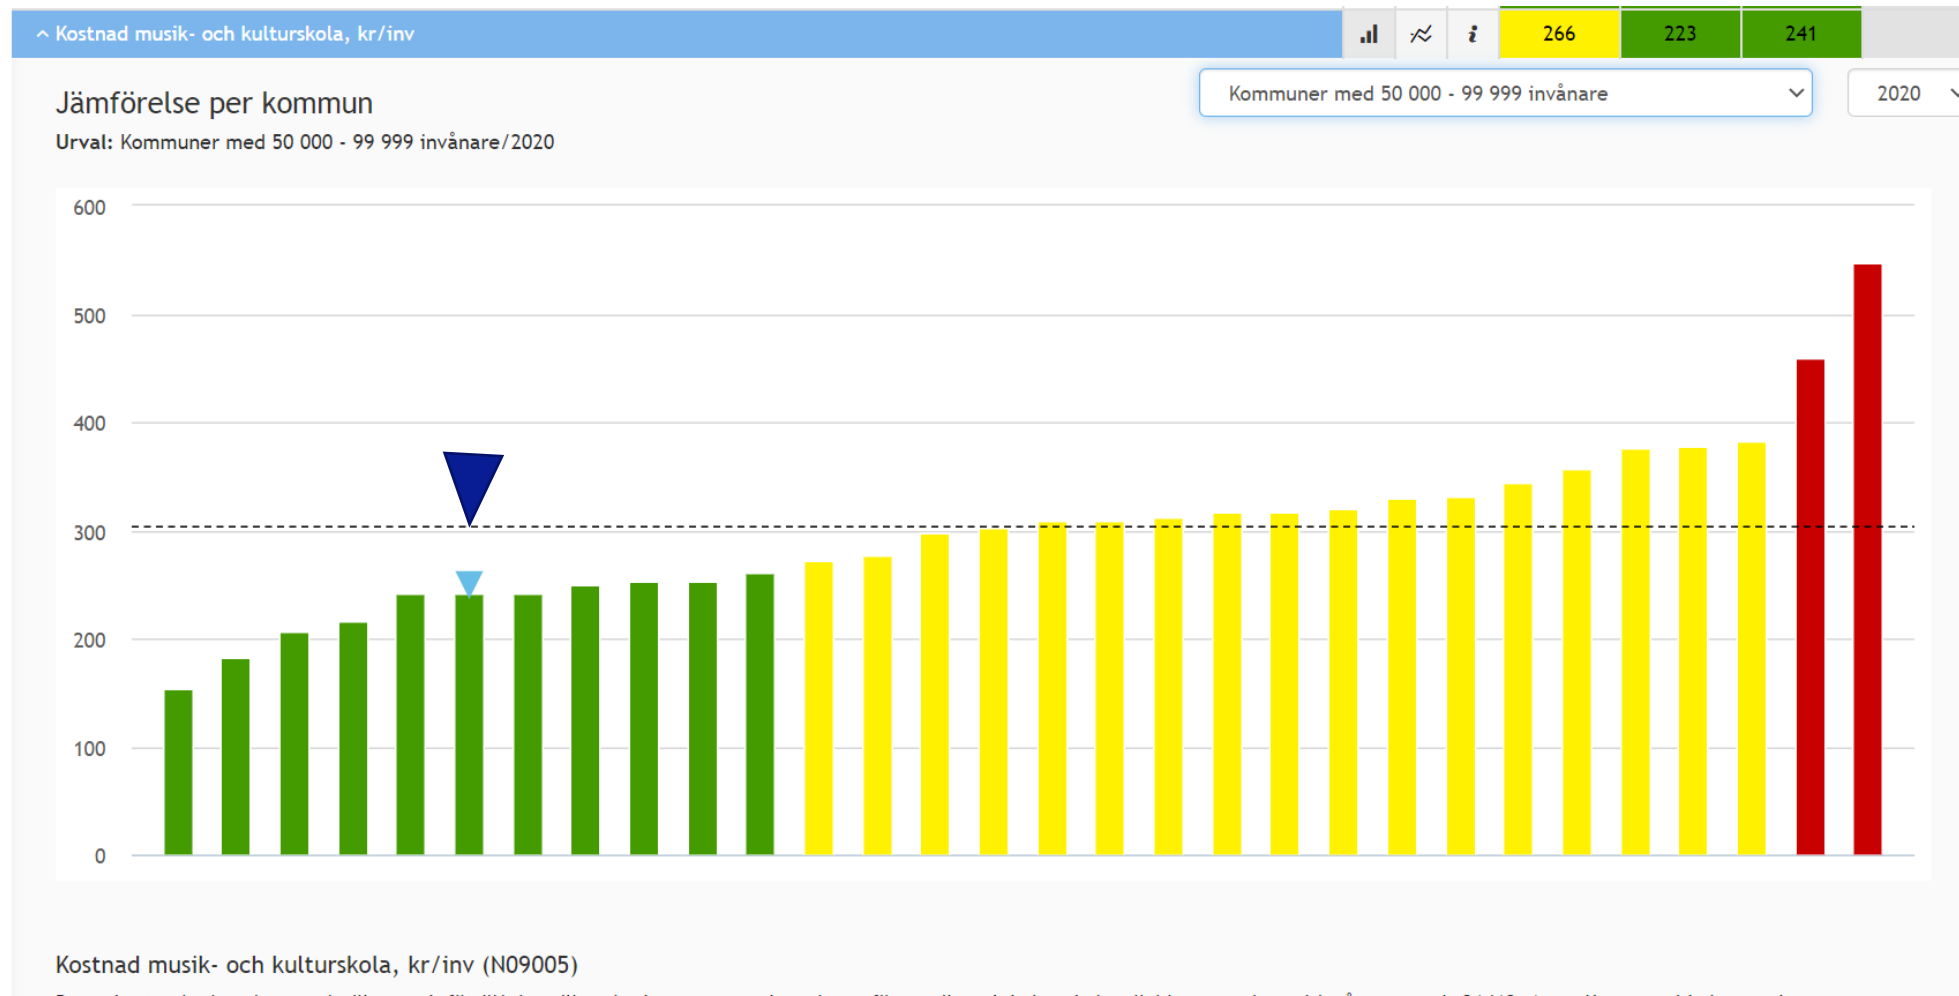 Kostnad musik- och kulturskola, kr/inv 266 223 241
Jämförelse per kommun
Kommuner med 50 000 - 99 999 invånare 2020
Urval: Kommuner med 50 000 - 99 999 invånare/2020
600
500
400
300
200
100
0
Kostnad musik- och kulturskola, kr/inv (N09005)